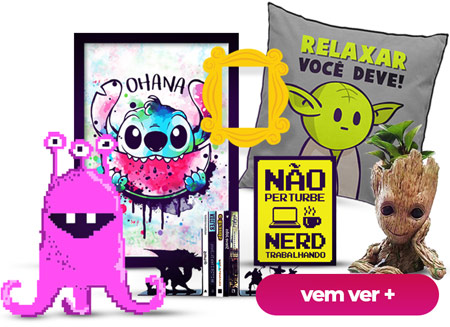 OHANA
RELAXAR
VOCÊ DEVE!
NÃO
PERTURBE
NERD
TRABALHANDO
vem ver +